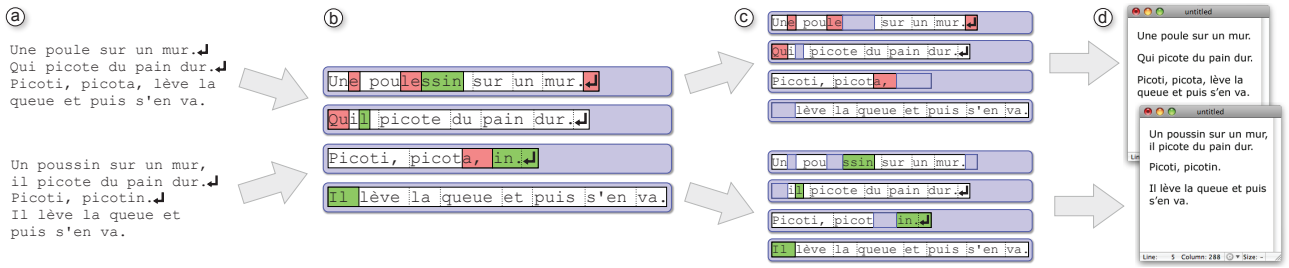 a
Une poule sur un mur.↵
Qui picote du pain dur.↵
Picoti, picota, lève la
queue et puis s'en va.
Un poussin sur un mur,
il picote du pain dur.↵
Picoti, picotin.↵
Il lève la queue et
puis s'en va.
b
Une poulessin sur un mur.↵
Quil picote du pain dur.↵
Picoti, picota, in.↵
Il lève la queue et puis s'en va.
c
Une poule sur un mur.↵
Qui picote du pain dur.↵
Picoti, picota,
lève la queue et puis s'en va.
Un pou ssin sur un mur.
il picote du pain dur.↵
Picoti, picot in.↵
Il lève la queue et puis s'en va.
d
untitled
Une poule sur un mur.
Qui picote du pain dur.
Picoti, picota, lève la
queue et puis s'en va.
Lin
untitled
Un poussin sur un mur,
il picote du pain dur.
Picoti, picotin.
Il lève la queue et puis
s'en va.
Line: 5 Column: 288 Size: -